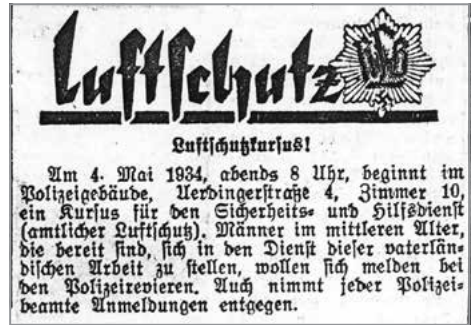 Luftschutz
Luftschutzkursus!
Am 4. Mai 1934, abends 8 Uhr, beginnt im
Polizeigebäude, Uerdingerstraße 4, Zimmer 10,
ein Kursus für den Sicherheits- und Hilfsdienst
(amtlicher Luftschutz). Männer im mittleren Alter,
die bereit sind, sich in den Dienst dieser vaterlän-
dischen Arbeit zu stellen, wollen sich melden bei
den Polizeirevieren. Auch nimmt jeder Polizei-
beamte Anmeldungen entgegen.